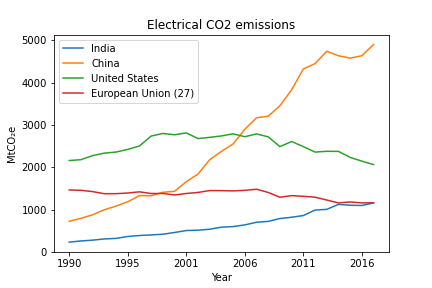 Electrical CO2 emissions
India
China
United States
European Union (27)
MtCO₂e
5000
4000
3000
2000
1000
0
1990 1995 2001 2006 2011 2016
Year